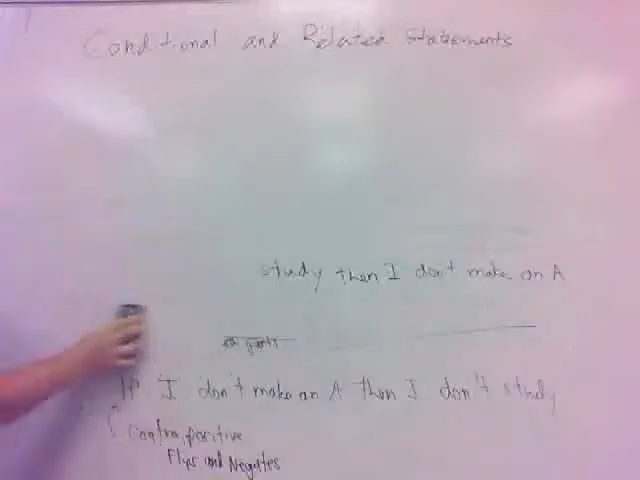 Conditional and Related Statements
study then I don't make an A
If I don't make an A then I don't study
Contrapositive
Flips and Negates